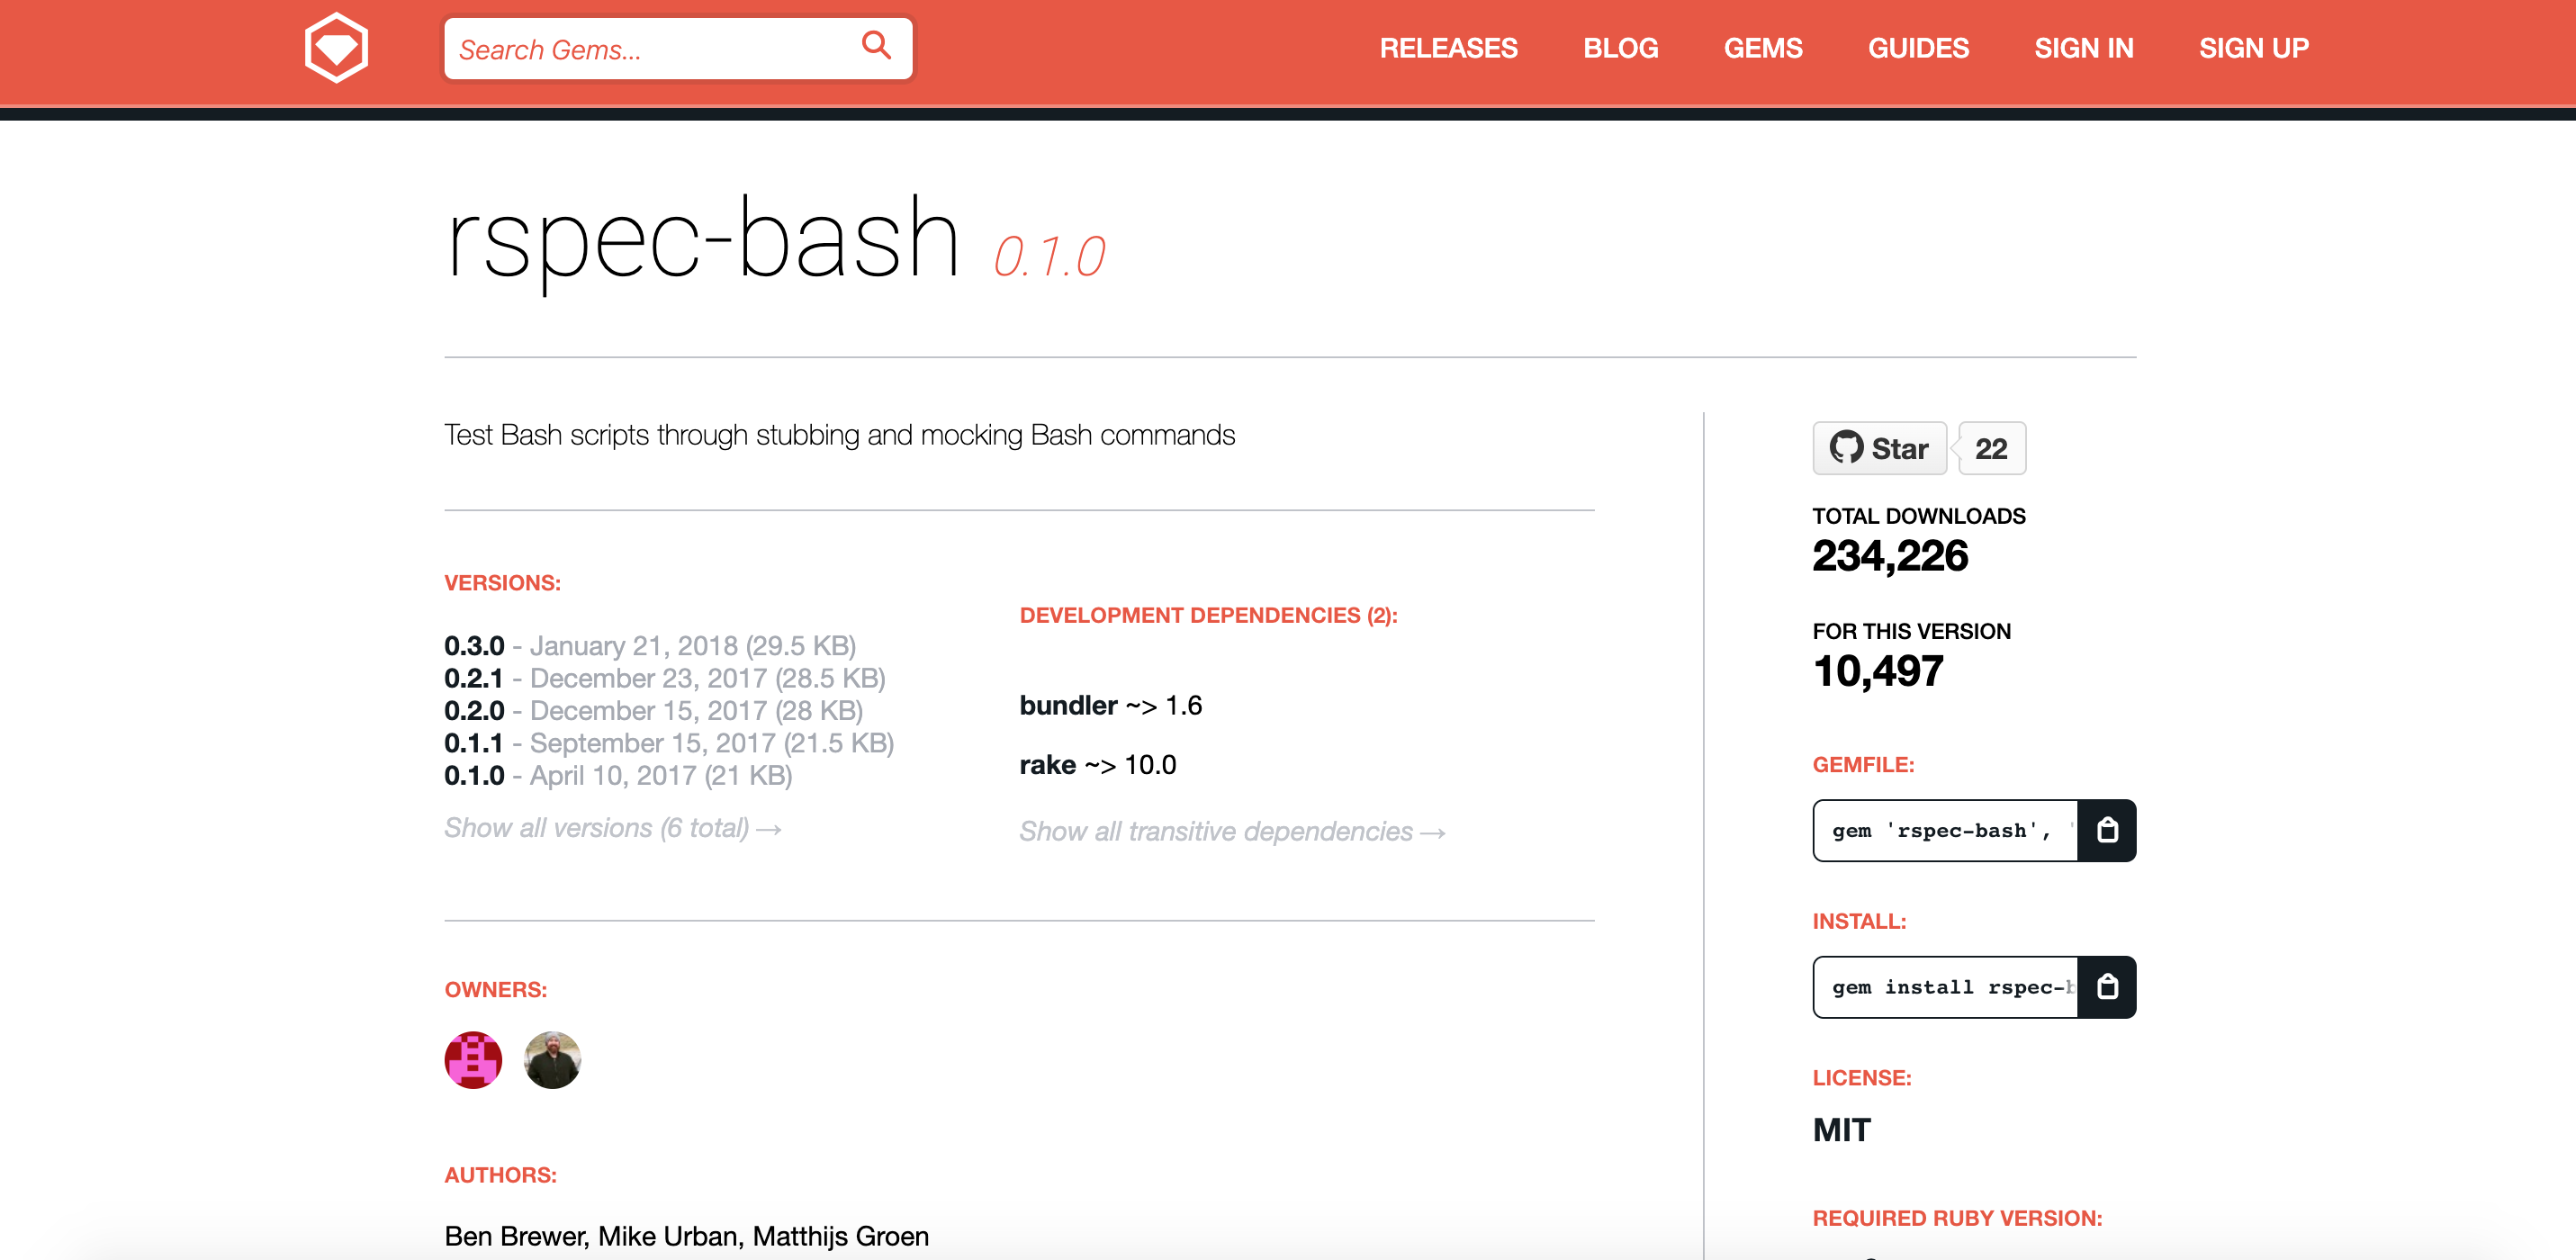 Search Gems...
RELEASES
BLOG
GEMS
GUIDES
SIGN IN
SIGN UP
rspec-bash 0.1.0
Test Bash scripts through stubbing and mocking Bash commands
VERSIONS:
0.3.0 - January 21, 2018 (29.5 KB)
0.2.1 - December 23, 2017 (28.5 KB)
0.2.0 - December 15, 2017 (28 KB)
0.1.1 - September 15, 2017 (21.5 KB)
0.1.0 - April 10, 2017 (21 KB)
Show all versions (6 total) →
DEVELOPMENT DEPENDENCIES (2):
bundler ~> 1.6
rake ~> 10.0
Show all transitive dependencies →
OWNERS:
AUTHORS:
Ben Brewer, Mike Urban, Matthijs Groen
Star
22
TOTAL DOWNLOADS
234,226
FOR THIS VERSION
10,497
GEMFILE:
gem 'rspec-bash', '
INSTALL:
gem install rspec-b
LICENSE:
MIT
REQUIRED RUBY VERSION: